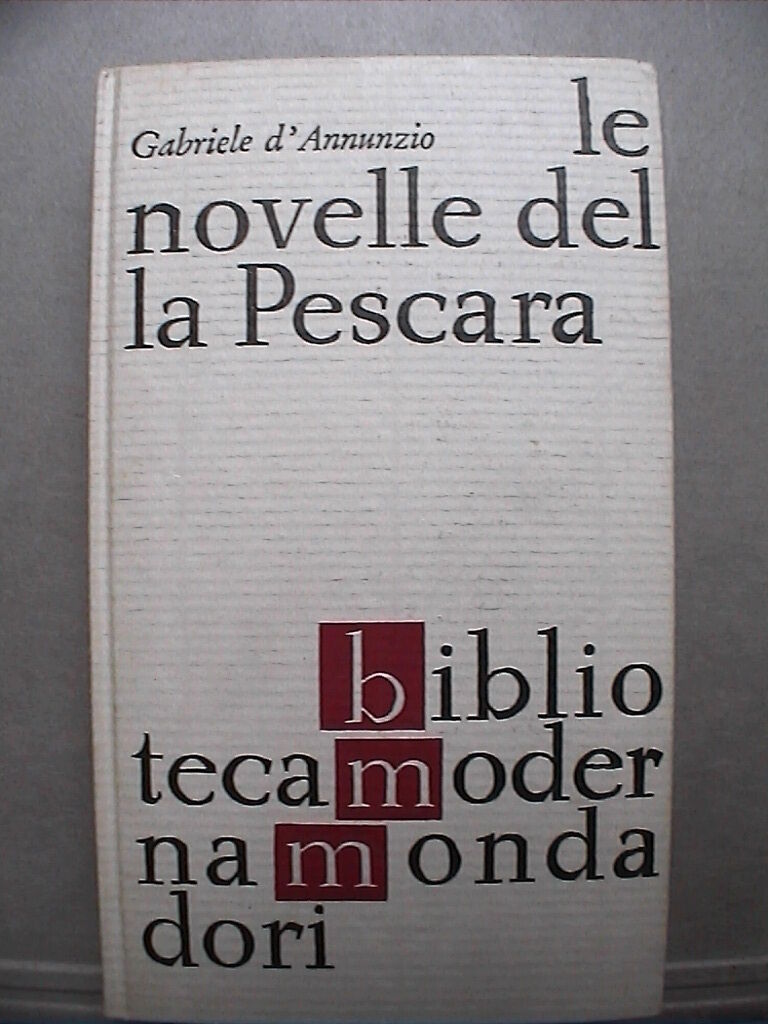 Gabriele d'Annunzio
le
novelle del
la Pescara
biblio
tecamoder
namonda
dori